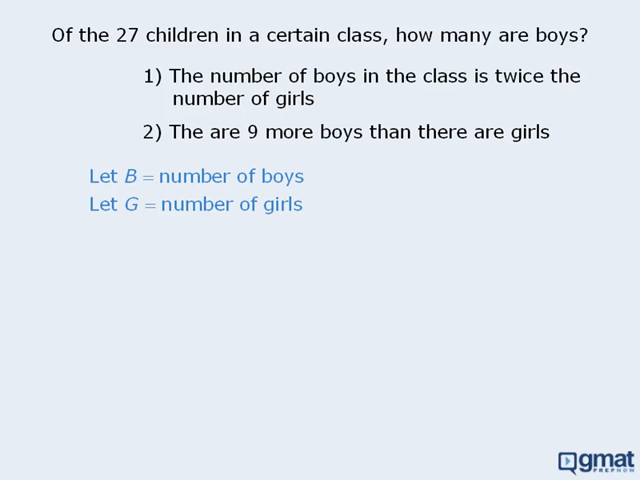 Of the 27 children in a certain class, how many are boys?
1) The number of boys in the class is twice the
number of girls
2) The are 9 more boys than there are girls
Let B = number of boys
Let G = number of girls
gmat
PREPNOW